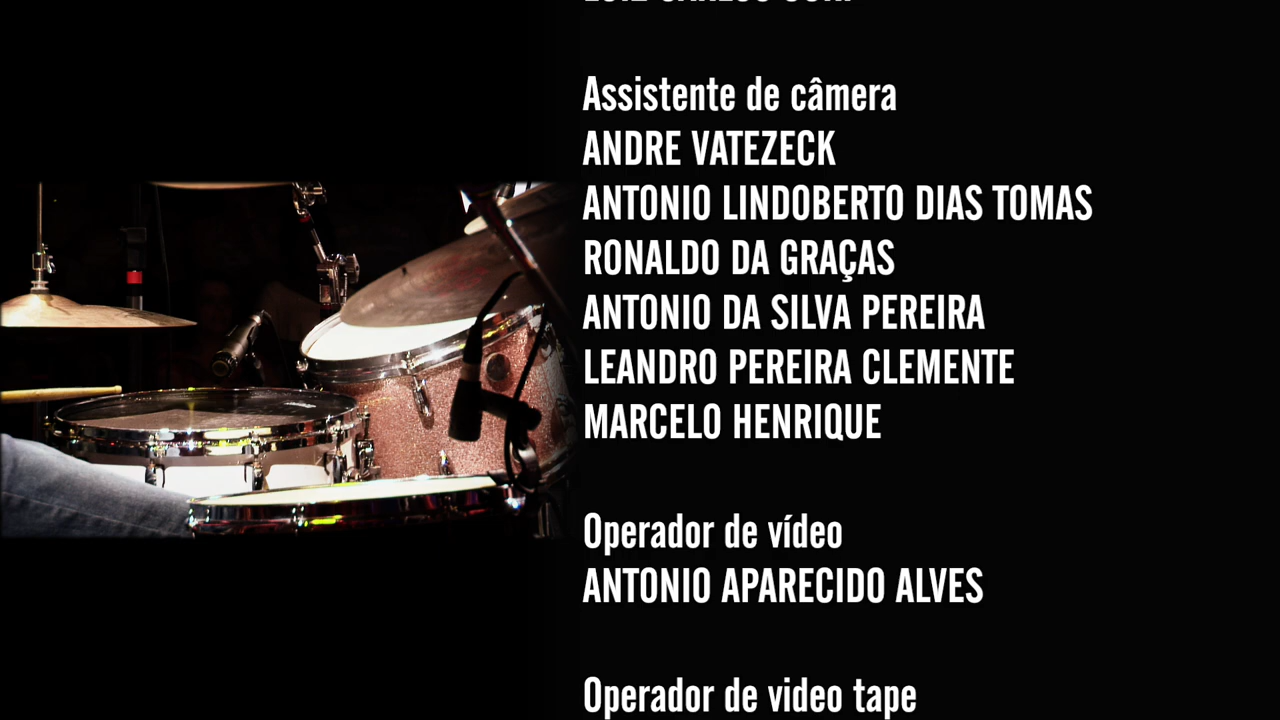 Assistente de câmera
ANDRE VATEZECK
ANTONIO LINDOBERTO DIAS TOMAS
RONALDO DA GRAÇAS
ANTONIO DA SILVA PEREIRA
LEANDRO PEREIRA CLEMENTE
MARCELO HENRIQUE
Operador de vídeo
ANTONIO APARECIDO ALVES
Operador de video tape